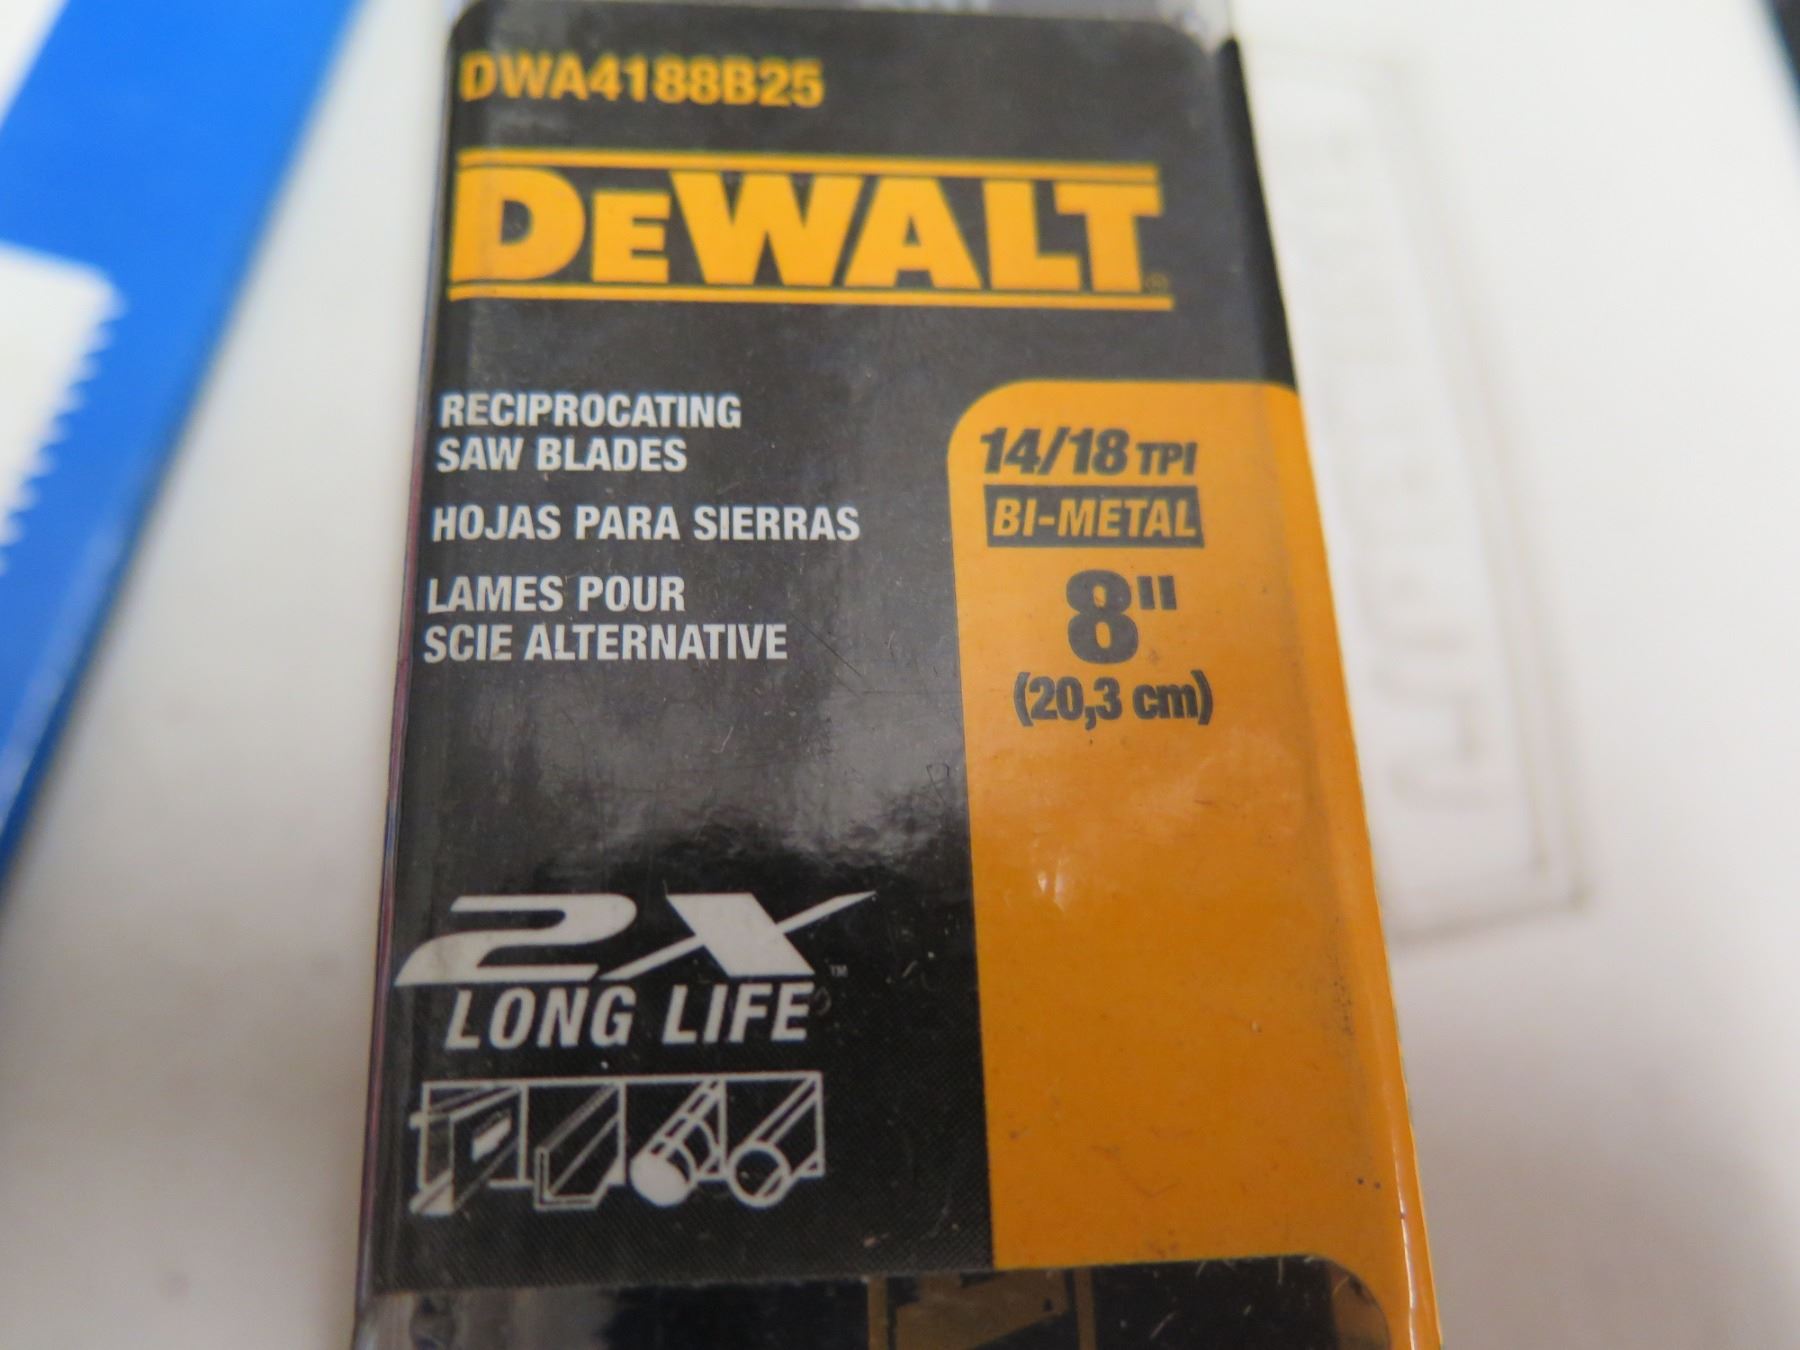 DWA4188B25
DEWALT®
RECIPROCATING
SAW BLADES
HOJAS PARA SIERRAS
LAMES POUR
SCIE ALTERNATIVE
14/18 TPI
BI-METAL
8"
(20,3 cm)
2X™
LONG LIFE